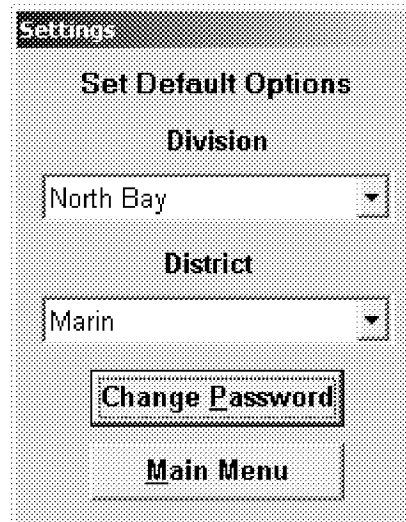 Settings
Set Default Options
Division
North Bay
District
Marin
Change Password
Main Menu